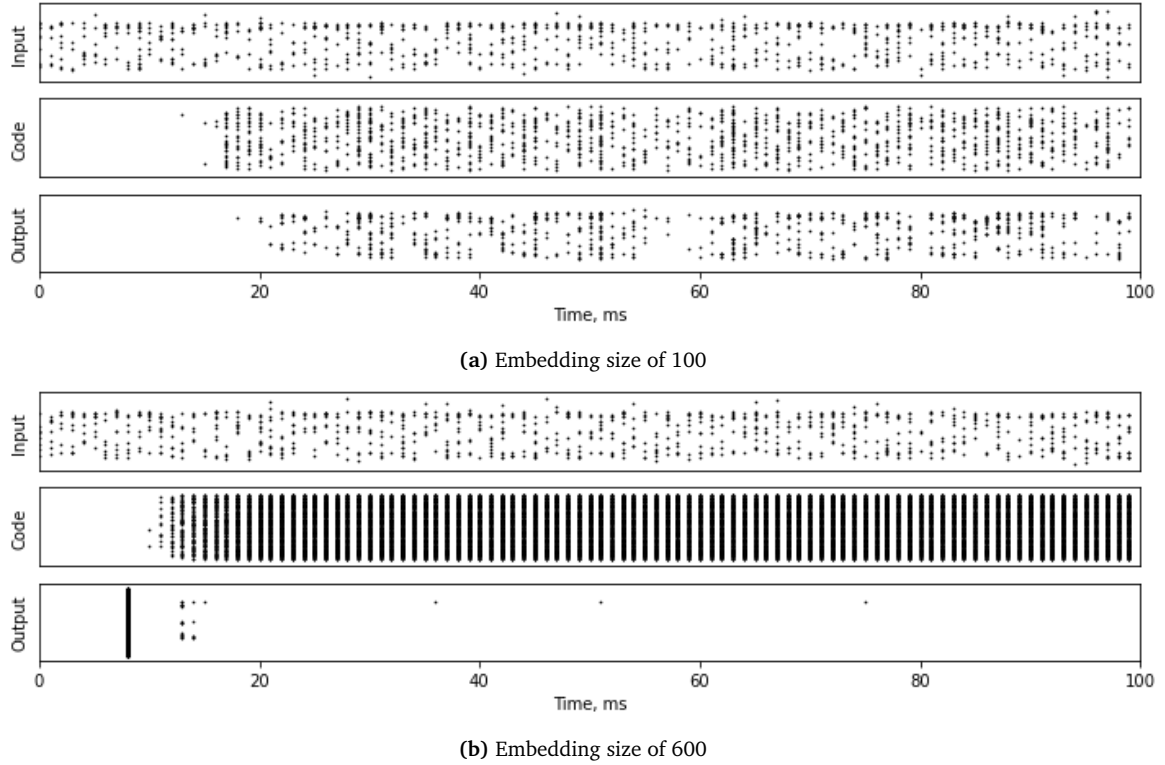 Input
Code
Output
0 20 40 60 80 100
Time, ms
(a) Embedding size of 100
Input
Code
Output
0 20 40 60 80 100
Time, ms
(b) Embedding size of 600